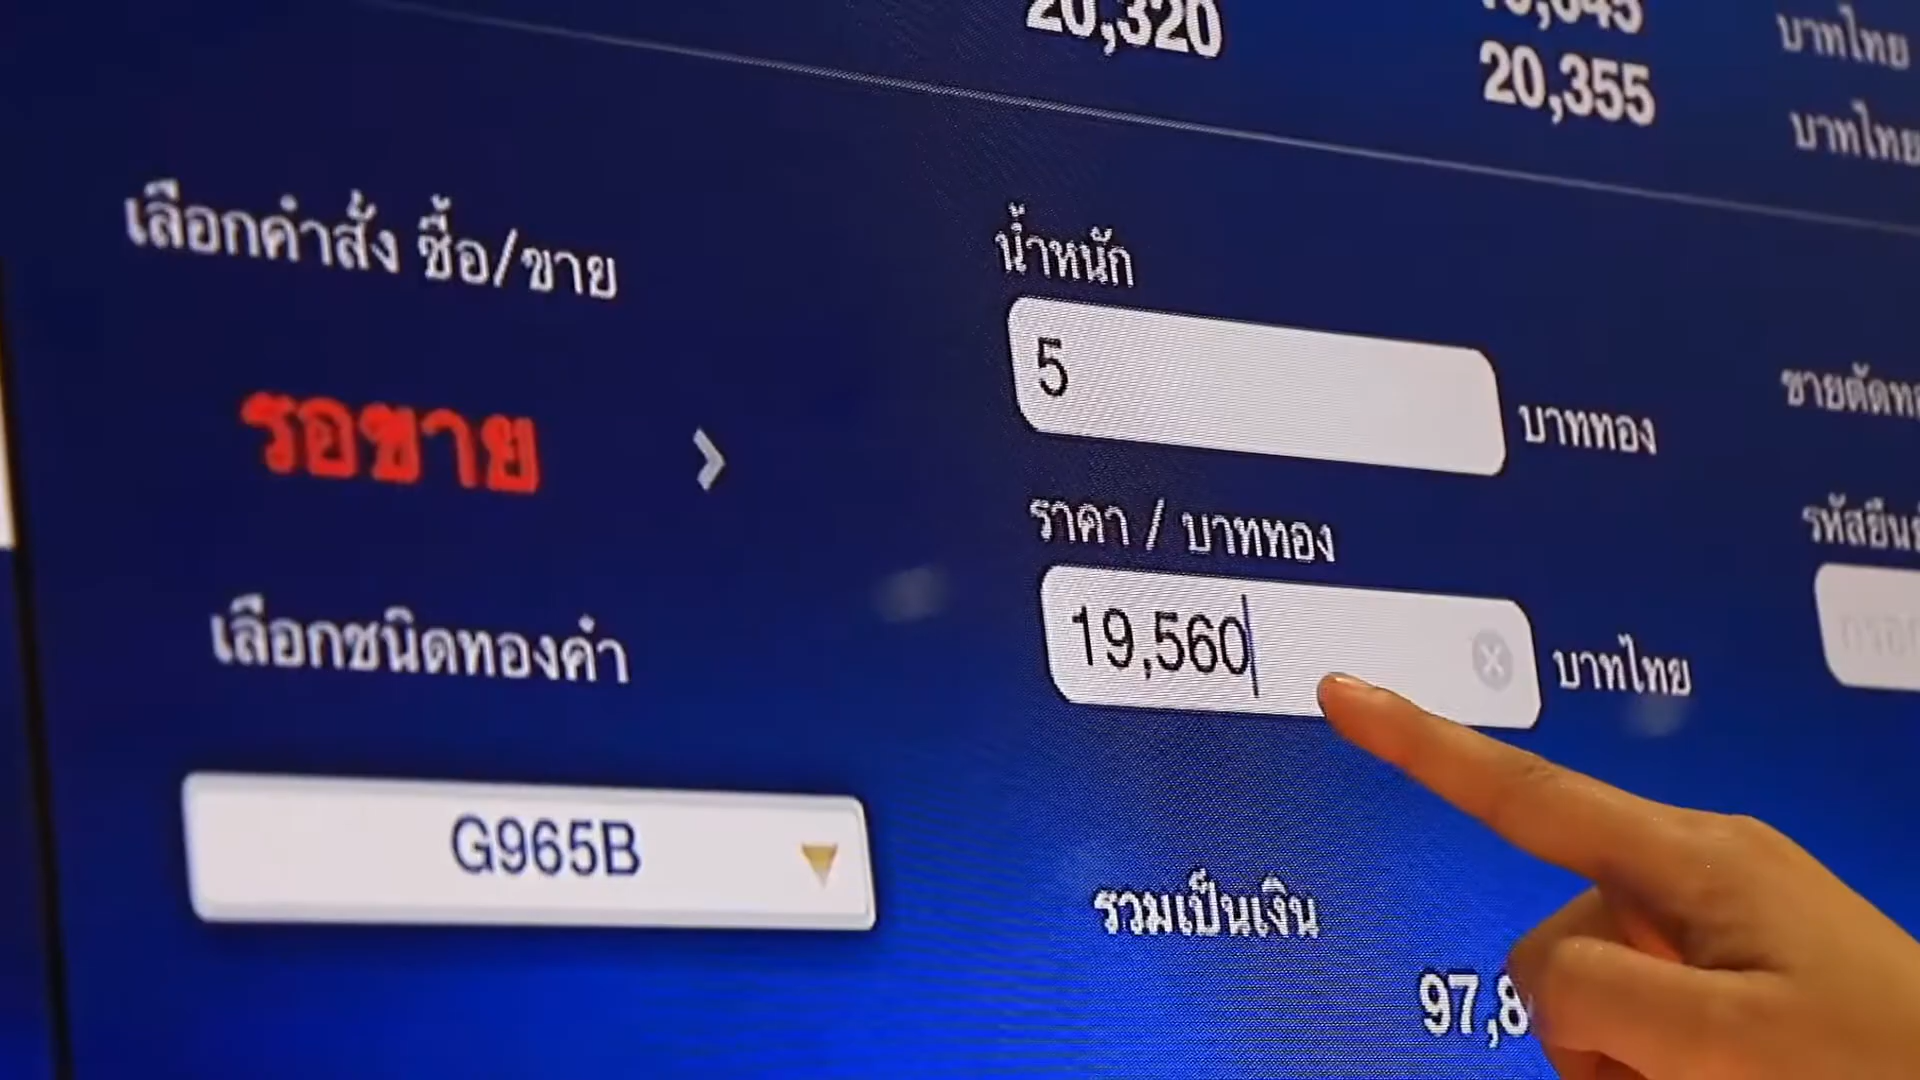 20,320
20,355
บาทไทย
บาทไทย
เลือกคำสั่ง ซื้อ/ขาย
น้ำหนัก
รอขาย
5
บาททอง
ราคา / บาททอง
19,560
บาทไทย
เลือกชนิดทองคำ
G965B
รวมเป็นเงิน
97,8